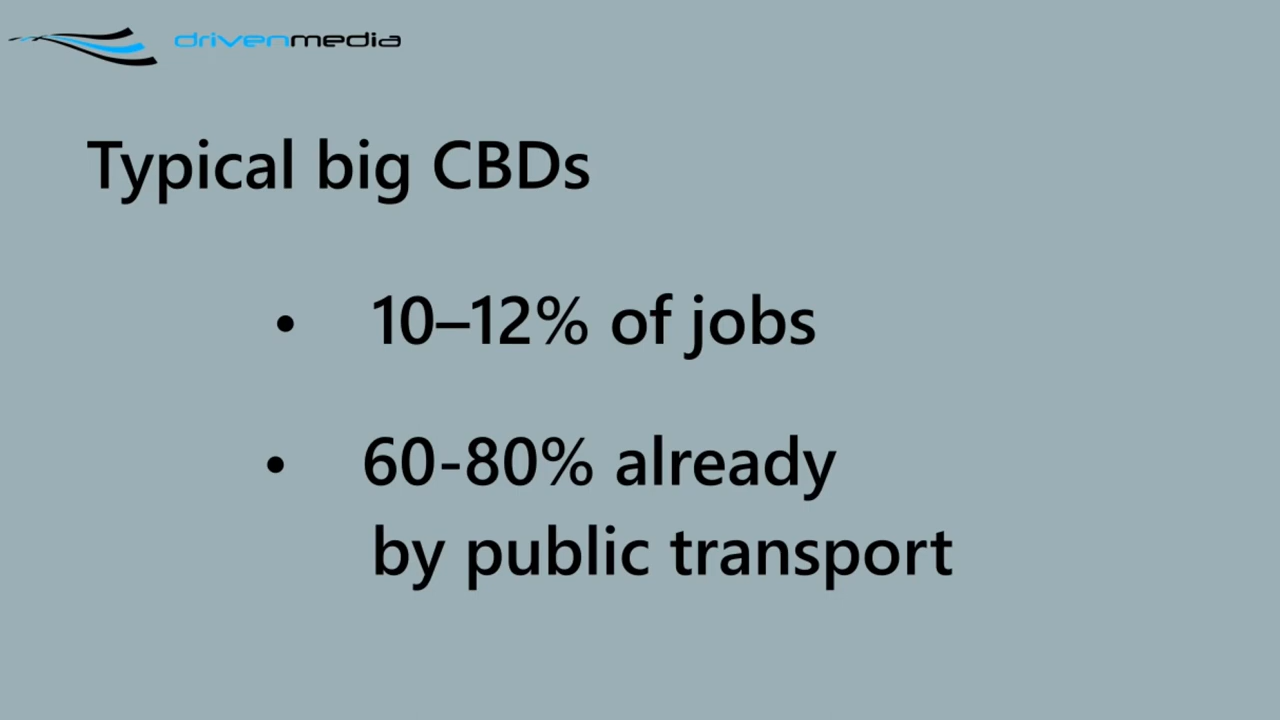 drivenmedia
Typical big CBDs
• 10–12% of jobs
• 60-80% already
by public transport